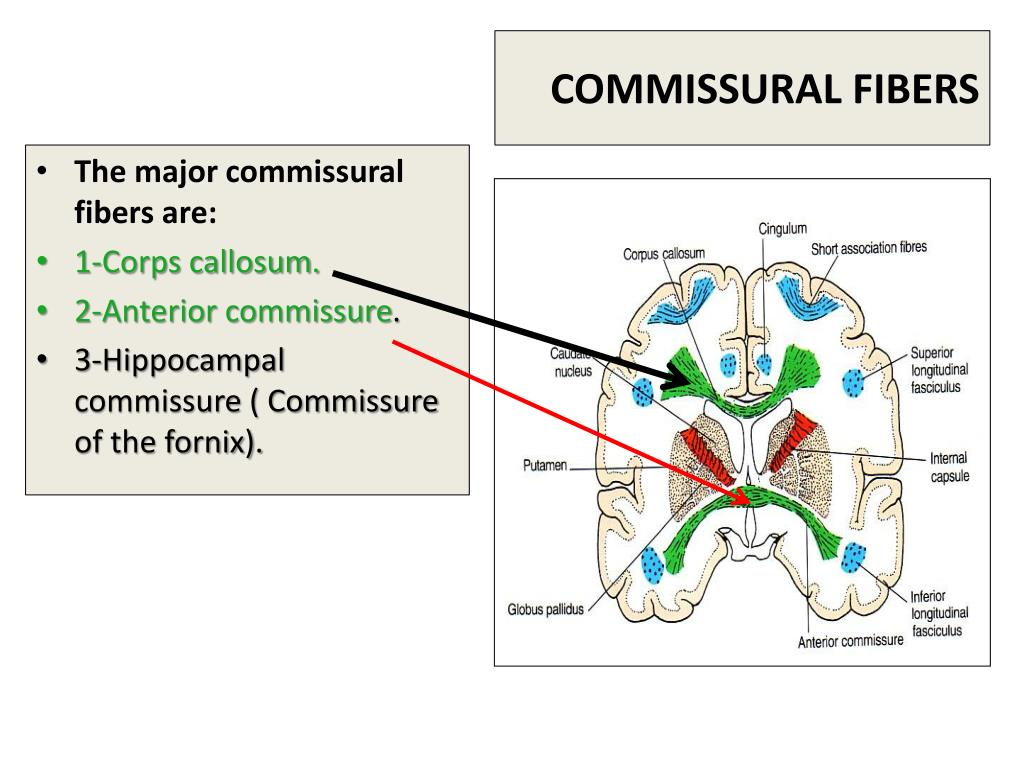 COMMISSURAL FIBERS
• The major commissural
fibers are:
• 1-Corps callosum.
• 2-Anterior commissure.
• 3-Hippocampal
commissure ( Commissure
of the fornix).
Cingulum
Corpus callosum
Short association fibres
Caudate
nucleus
Superior
longitudinal
fasciculus
Putamen
Internal
capsule
Globus pallidus
Inferior
longitudinal
fasciculus
Anterior commissure